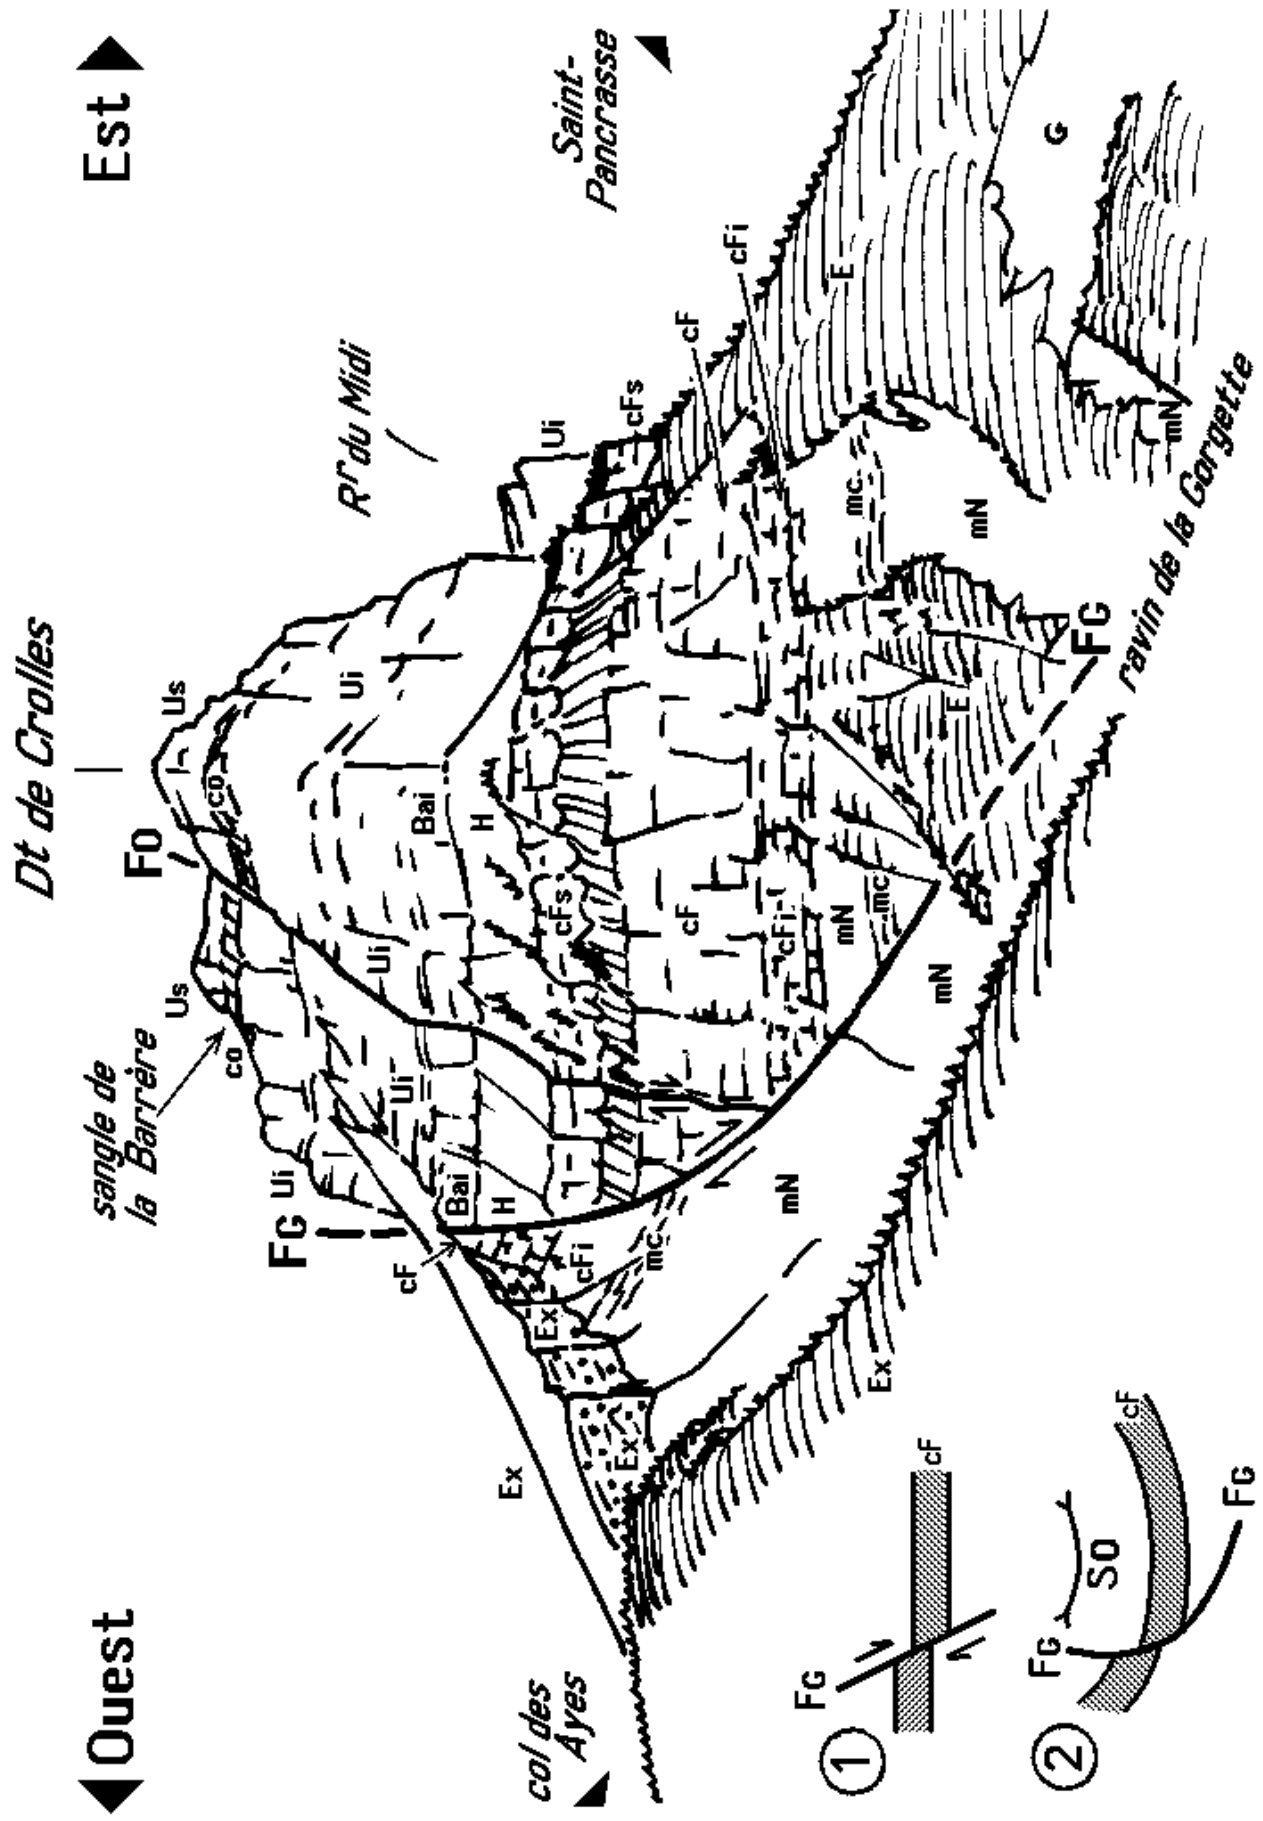 Ouest
Est
Dt de Crolles
FO
Us
Us
sangle de
la Barrère
co
co
Rr du Midi
Saint-
Pancrasse
Ui
FG
Ui
Ui
Ui
Ui
Bai
Bai
H
H
cF
cFs
cFs
cF
cFi
col des
Ayes
Ex
Ex
Ex
cFi
mc
mN
cF
cFi
mN
mc
mN
mc
mN
E
E
G
mN
Ex
FG
ravin de la Gorgette
1
FG
cF
2
FG
SO
cF
FG